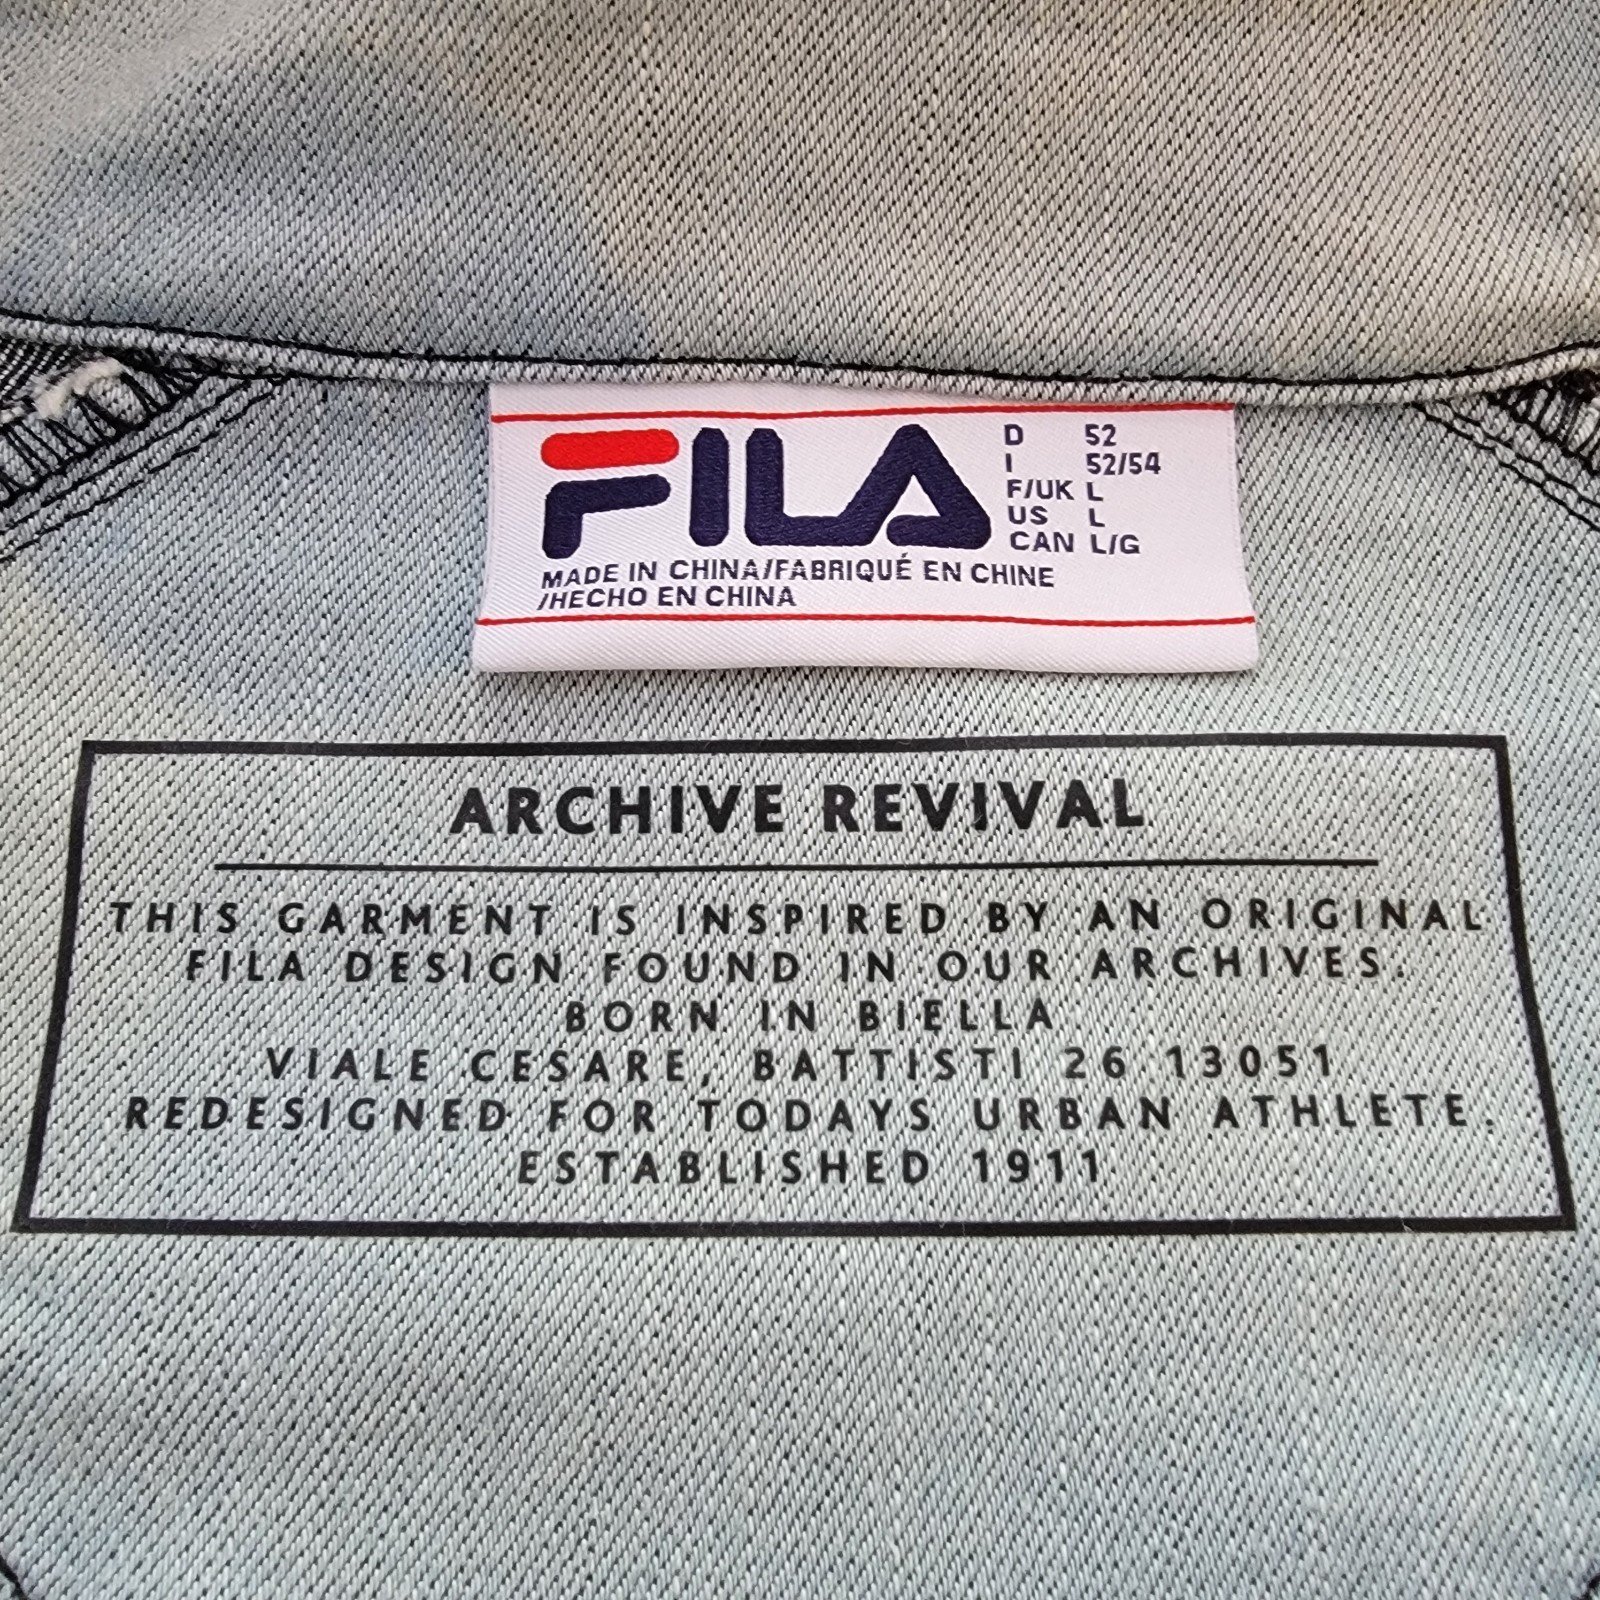 FILA
D 52
I 52/54
F/UK L
US L
CAN L/G
MADE IN CHINA/FABRIQUÉ EN CHINE
/HECHO EN CHINA
ARCHIVE REVIVAL
THIS GARMENT IS INSPIRED BY AN ORIGINAL
FILA DESIGN FOUND IN OUR ARCHIVES.
BORN IN BIELLA
VIALE CESARE, BATTISTI 26 13051
REDESIGNED FOR TODAYS URBAN ATHLETE.
ESTABLISHED 1911